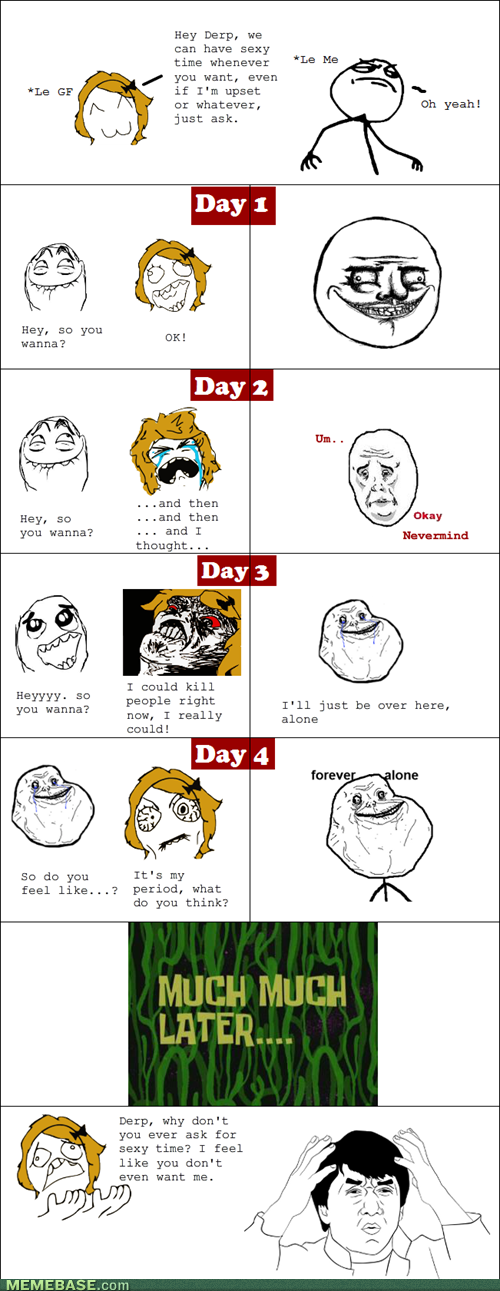 Hey Derp, we
can have sexy
time whenever
you want, even
if I'm upset
or whatever,
just ask.
*Le GF
*Le Me
Oh yeah!
Day 1
Hey, so you
wanna?
OK!
Day 2
Hey, so
you wanna?
...and then
...and then
... and I
thought...
Um..
Okay
Nevermind
Day 3
Heyyyy. so
you wanna?
I could kill
people right
now, I really
could!
I'll just be over here,
alone
Day 4
So do you
feel like...?
It's my
period, what
do you think?
forever alone
MUCH MUCH
LATER....
Derp, why don't
you ever ask for
sexy time? I feel
like you don't
even want me.
MEMEBASE.com